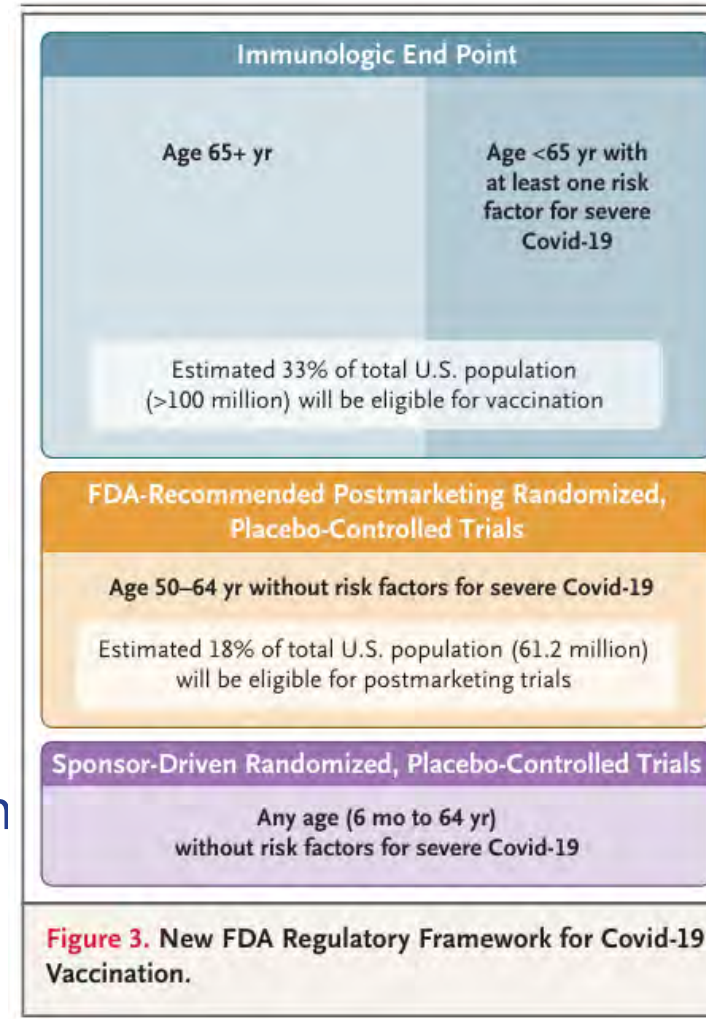 Immunologic End Point
Age 65+ yr
Age <65 yr with
at least one risk
factor for severe
Covid-19
Estimated 33% of total U.S. population
(>100 million) will be eligible for vaccination
FDA-Recommended Postmarketing Randomized,
Placebo-Controlled Trials
Age 50–64 yr without risk factors for severe Covid-19
Estimated 18% of total U.S. population (61.2 million)
will be eligible for postmarketing trials
Sponsor-Driven Randomized, Placebo-Controlled Trials
Any age (6 mo to 64 yr)
without risk factors for severe Covid-19
Figure 3. New FDA Regulatory Framework for Covid-19
Vaccination.